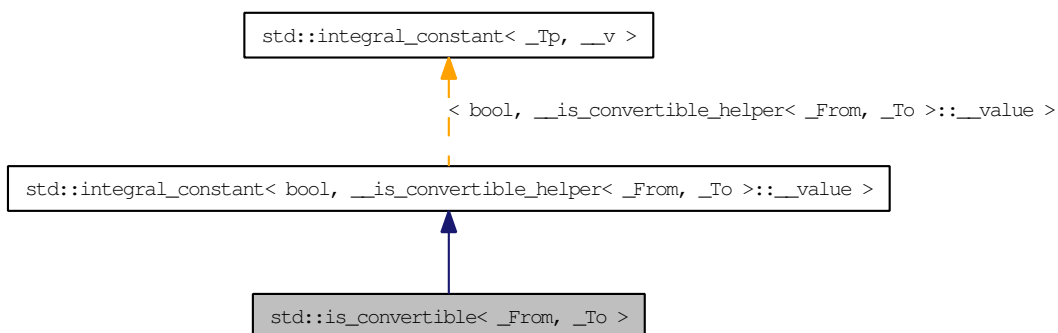 std::integral_constant< _Tp, __v >
< bool, __is_convertible_helper< _From, _To >::__value >
std::integral_constant< bool, __is_convertible_helper< _From, _To >::__value >
std::is_convertible< _From, _To >